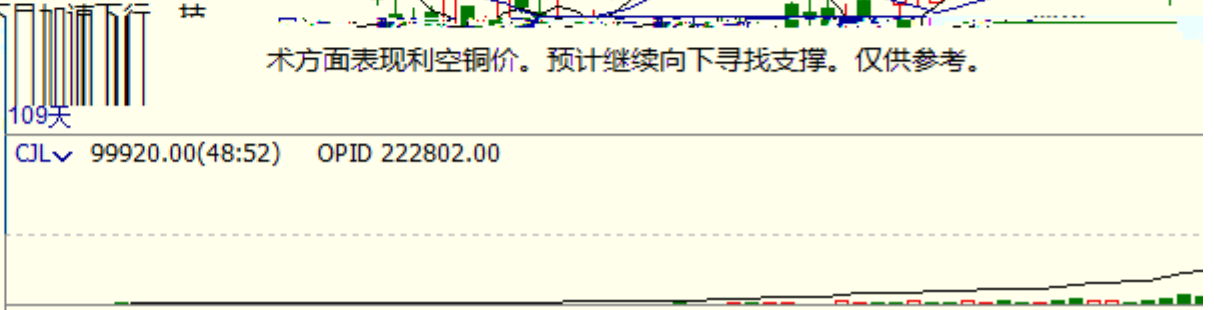 术方面表现利空铜价。预计继续向下寻找支撑。仅供参考。
109天
CJL 99920.00(48:52) OPID 222802.00